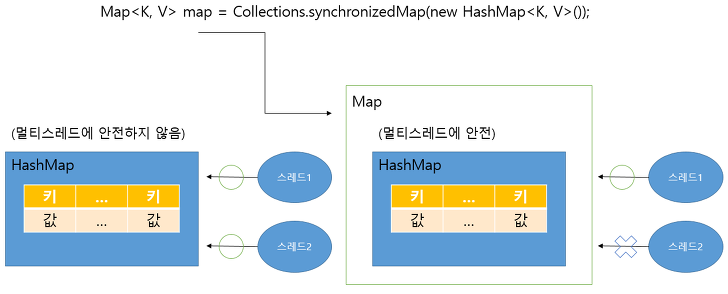 Map<K, V> map = Collections.synchronizedMap(new HashMap<K, V>());
(멀티스레드에 안전하지 않음)
HashMap
키 ... 키
값 ... 값
스레드1
스레드2
Map
(멀티스레드에 안전)
HashMap
키 ... 키
값 ... 값
스레드1
스레드2